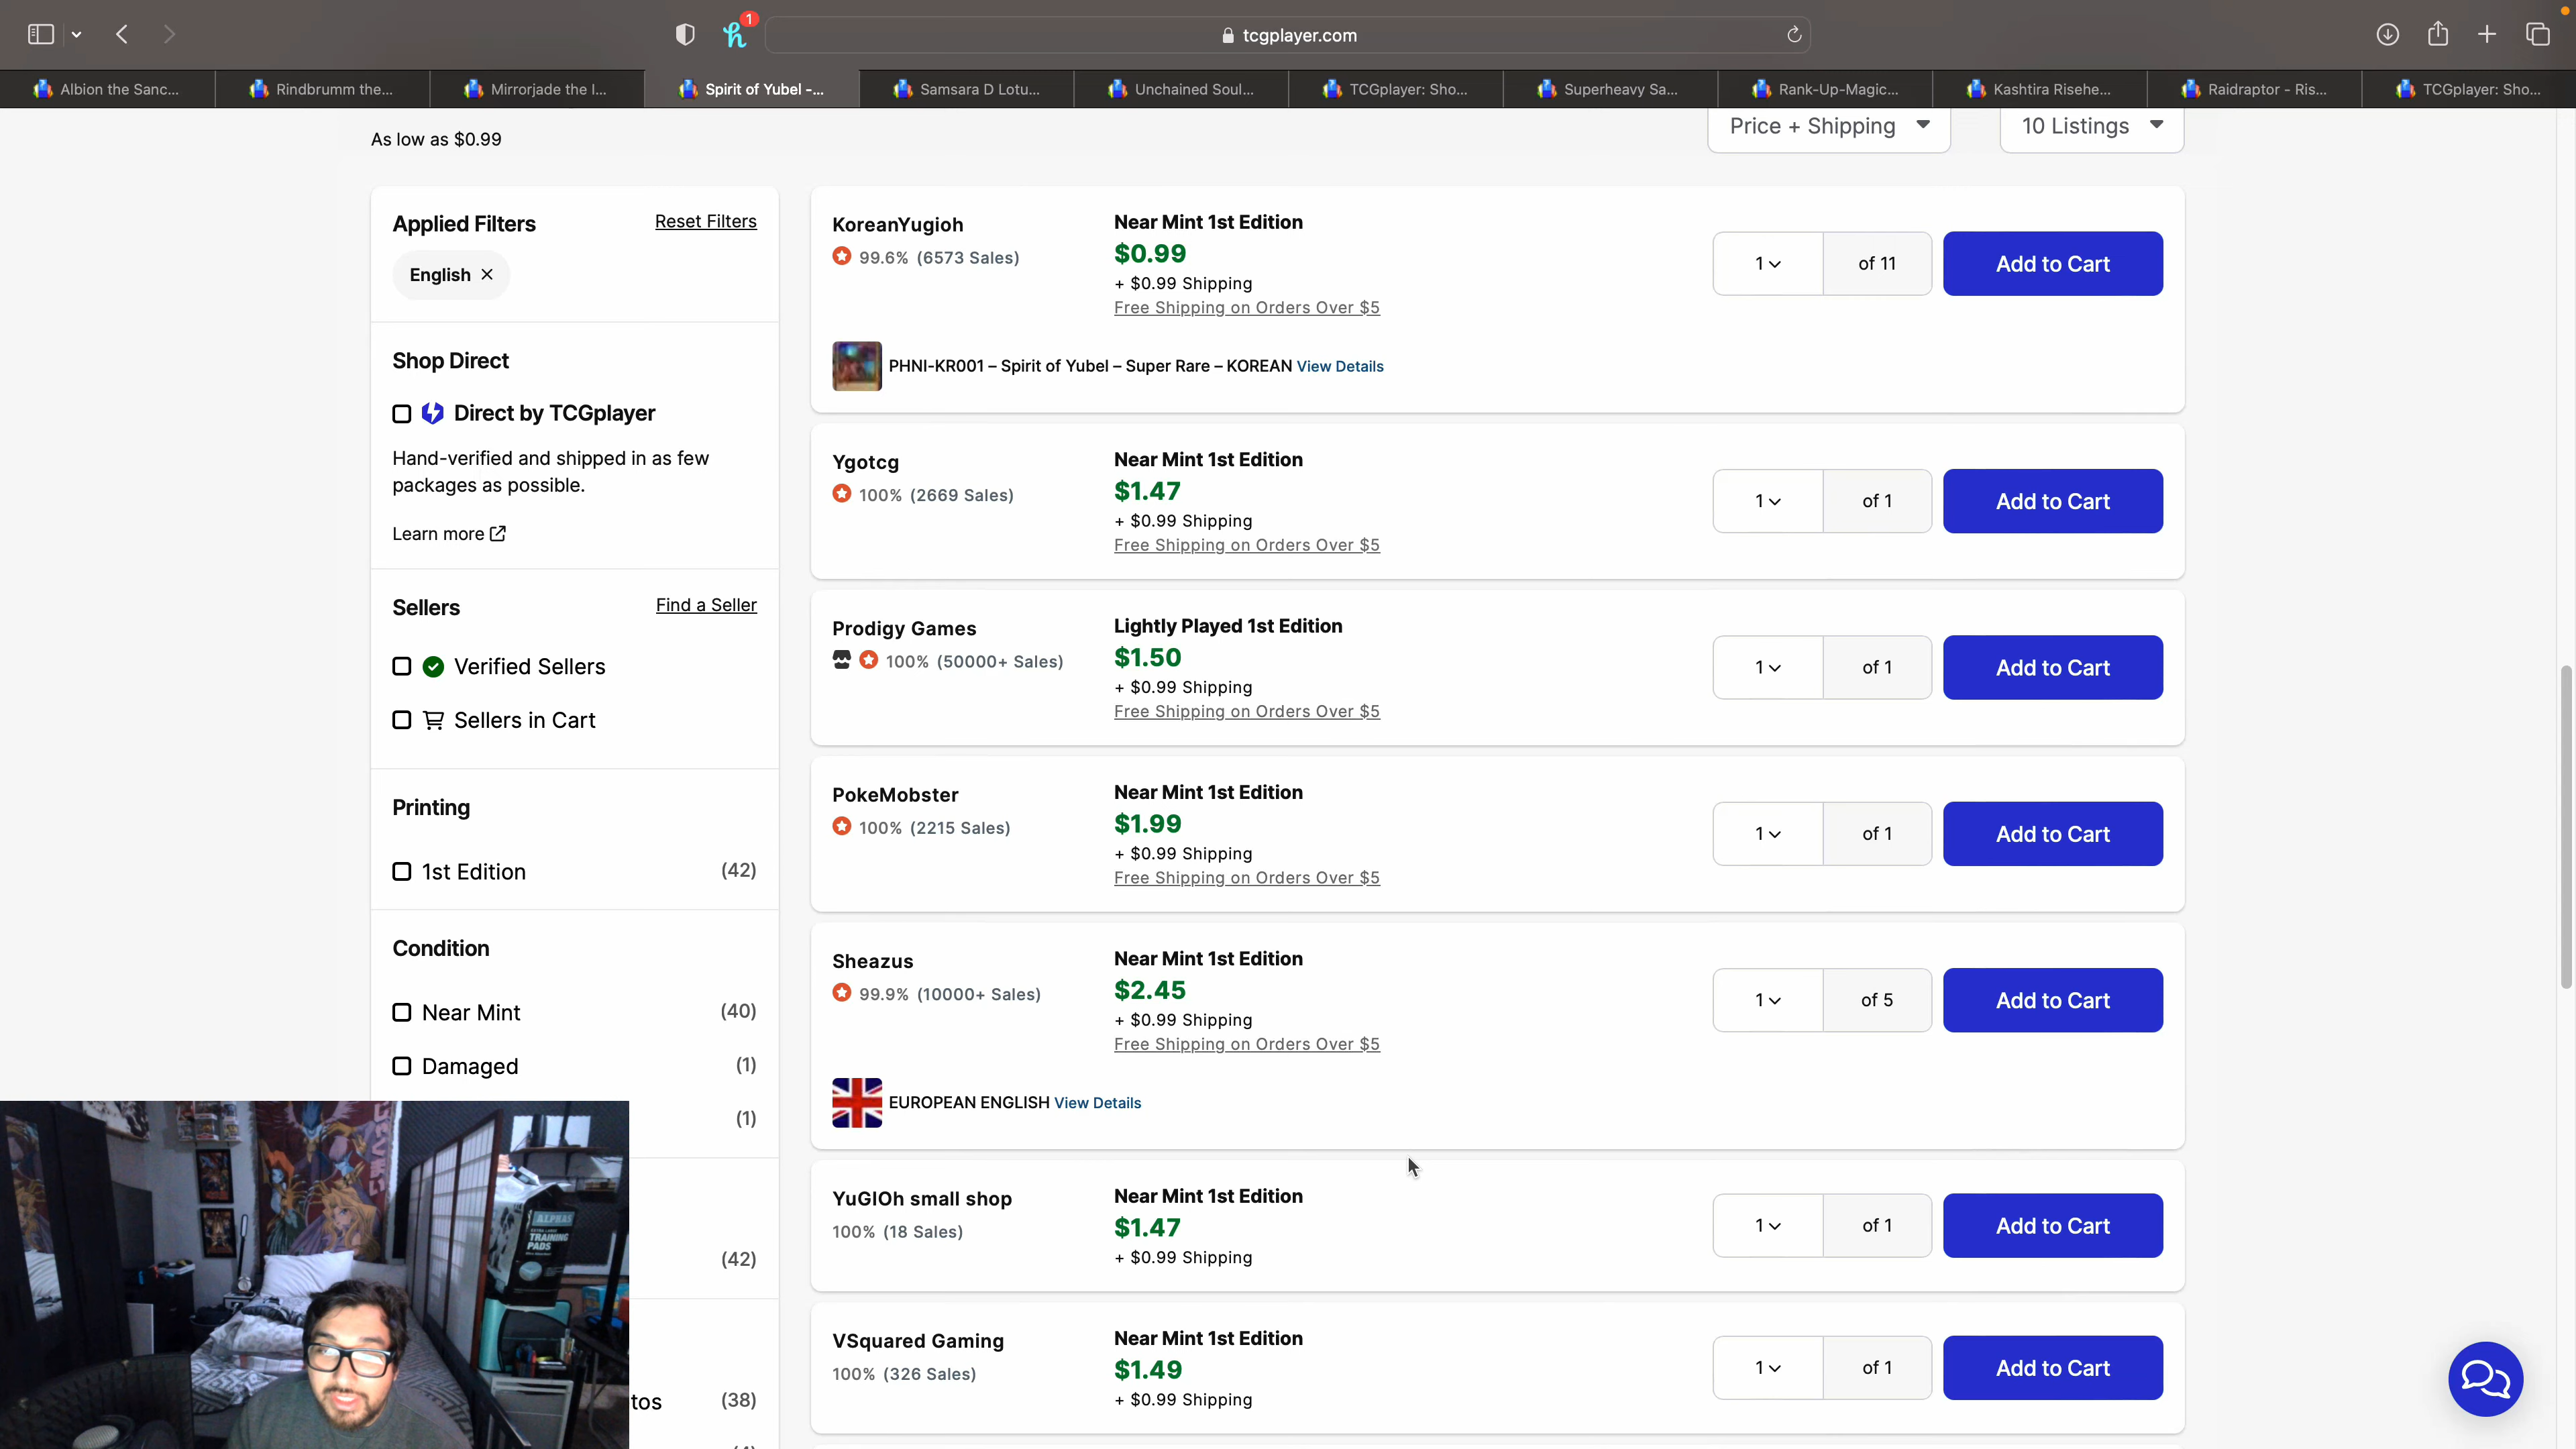 1
tcgplayer.com
Albion the Sanc...
Rindbrumm the...
Mirrorjade the I...
Spirit of Yubel -...
Samsara D Lotu...
Unchained Soul...
TCGplayer: Sho...
Superheavy Sa...
Rank-Up-Magic...
Kashtira Risehe...
Raidraptor - Ris...
TCGplayer: Sho...
As low as $0.99
Price + Shipping
10 Listings
Applied Filters
Reset Filters
English
Shop Direct
Direct by TCGplayer
Hand-verified and shipped in as few
packages as possible.
Learn more
Sellers
Find a Seller
Verified Sellers
Sellers in Cart
Printing
1st Edition (42)
Condition
Near Mint (40)
Damaged (1)
(1)
(42)
tos (38)
KoreanYugioh
99.6% (6573 Sales)
Near Mint 1st Edition
$0.99
+ $0.99 Shipping
Free Shipping on Orders Over $5
1 of 11
Add to Cart
PHNI-KR001 – Spirit of Yubel – Super Rare – KOREAN View Details
Ygotcg
100% (2669 Sales)
Near Mint 1st Edition
$1.47
+ $0.99 Shipping
Free Shipping on Orders Over $5
1 of 1
Add to Cart
Prodigy Games
100% (50000+ Sales)
Lightly Played 1st Edition
$1.50
+ $0.99 Shipping
Free Shipping on Orders Over $5
1 of 1
Add to Cart
PokeMobster
100% (2215 Sales)
Near Mint 1st Edition
$1.99
+ $0.99 Shipping
Free Shipping on Orders Over $5
1 of 1
Add to Cart
Sheazus
99.9% (10000+ Sales)
Near Mint 1st Edition
$2.45
+ $0.99 Shipping
Free Shipping on Orders Over $5
1 of 5
Add to Cart
EUROPEAN ENGLISH View Details
YuGIOh small shop
100% (18 Sales)
Near Mint 1st Edition
$1.47
+ $0.99 Shipping
1 of 1
Add to Cart
VSquared Gaming
100% (326 Sales)
Near Mint 1st Edition
$1.49
+ $0.99 Shipping
1 of 1
Add to Cart
TRAINING
PADS